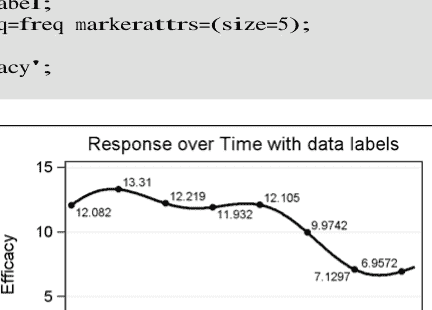 q=freq markerattrs=(size=5);
acy';
Response over Time with data labels
15
13.31
12.219
12.105
12.082
11.932
10
9.9742
6.9572
7.1297
Efficacy
5